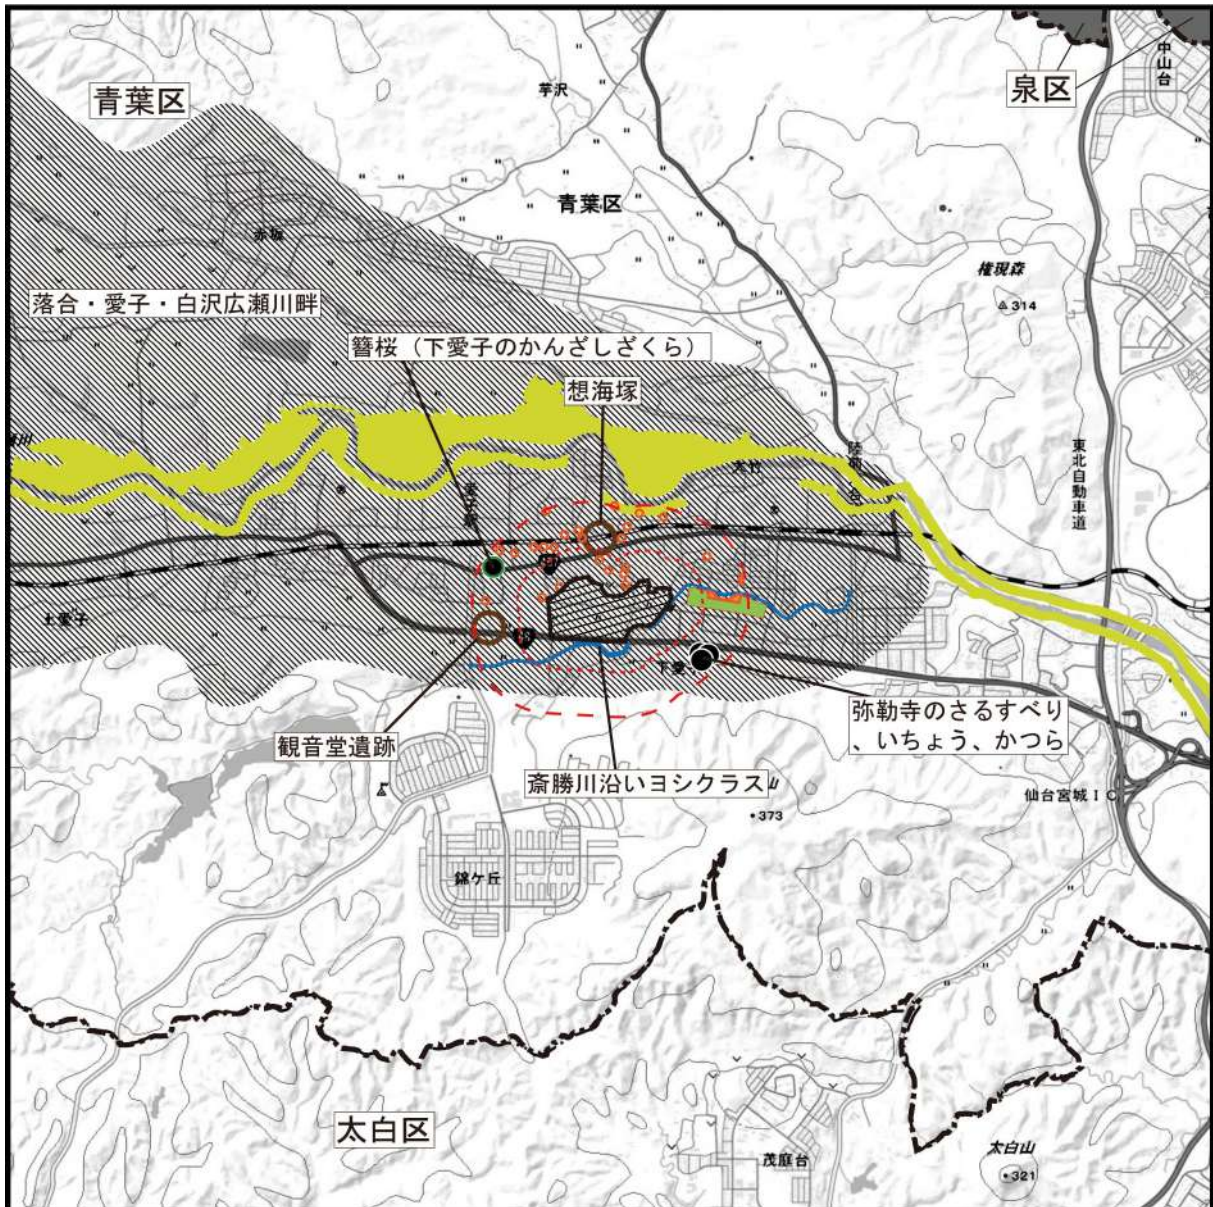 中山台
泉区
青葉区
芋沢
青葉区
赤坂
権現森
314
落合・愛子・白沢広瀬川畔
簪桜（下愛子のかんざしざくら）
想海塚
東北自動車道
大竹
上愛子
下愛
弥勒寺のさるすべり
、いちょう、かつら
観音堂遺跡
斎勝川沿いヨシクラス
山
仙台宮城IC
373
錦ケ丘
太白区
茂庭台
太白山
321